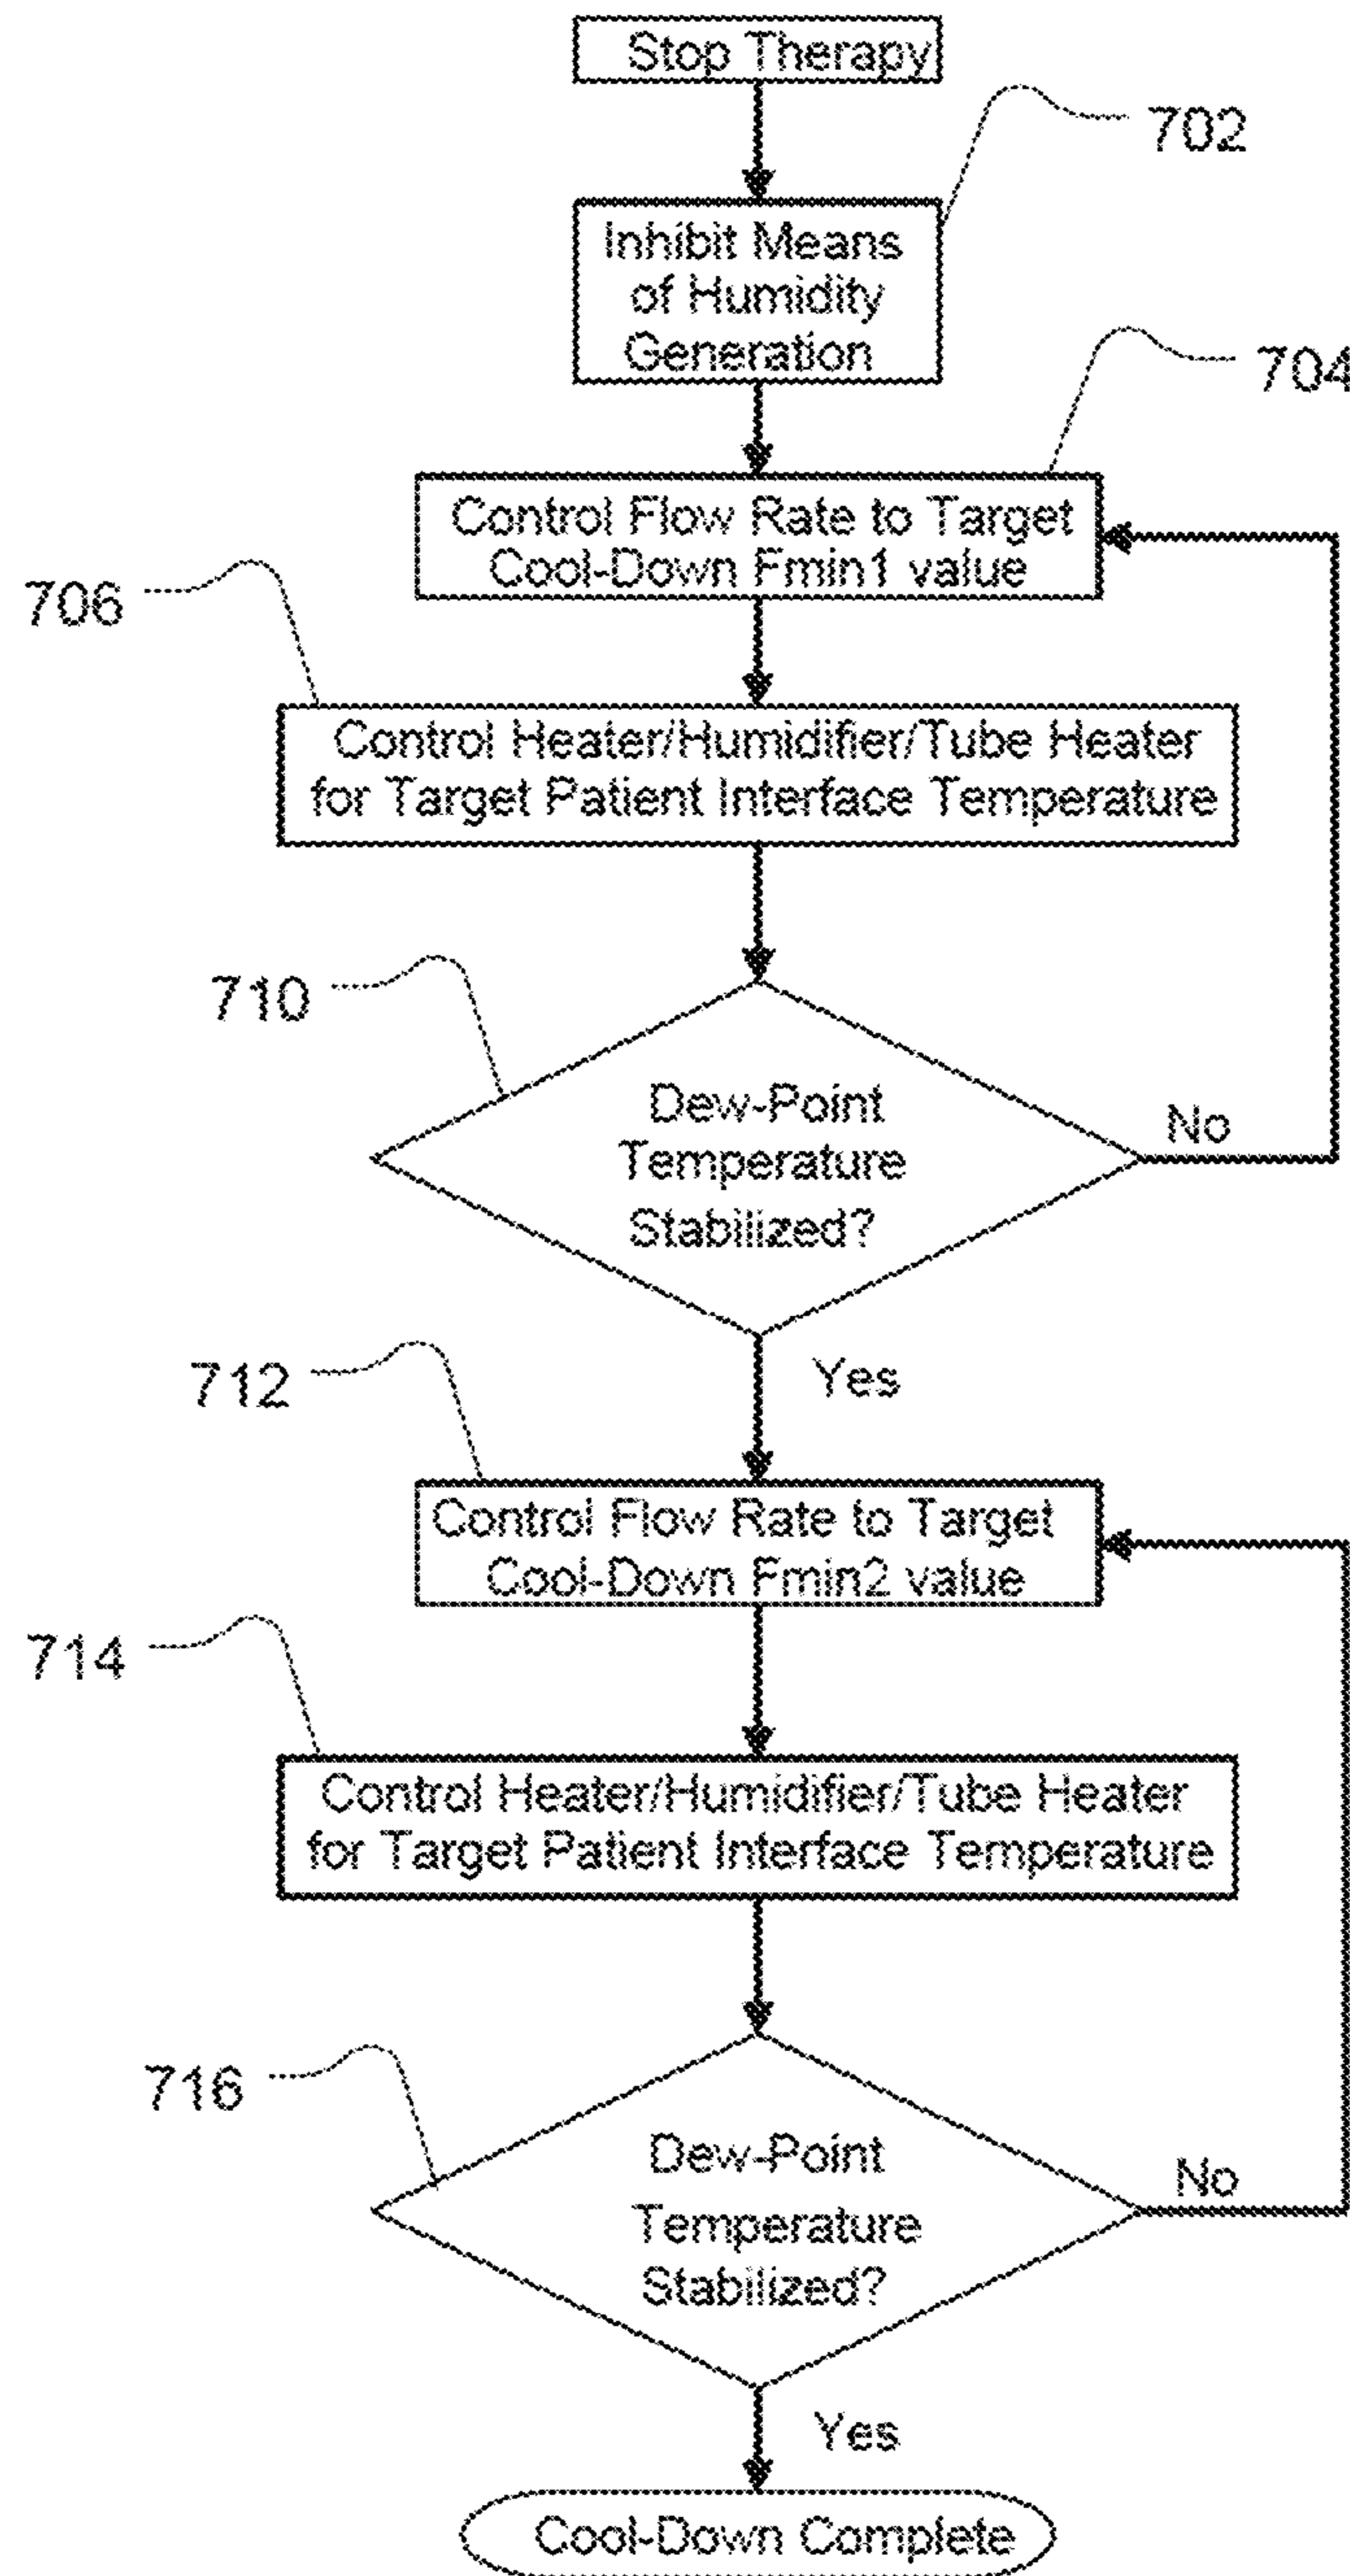 Stop Therapy
702
Inhibit Means
of Humidity
Generation
704
Control Flow Rate to Target
Cool-Down Fmin1 value
706
Control Heater/Humidifier/Tube Heater
for Target Patient Interface Temperature
710
Dew-Point
Temperature
Stabilized?
No
Yes
712
Control Flow Rate to Target
Cool-Down Fmin2 value
714
Control Heater/Humidifier/Tube Heater
for Target Patient Interface Temperature
716
Dew-Point
Temperature
Stabilized?
No
Yes
Cool-Down Complete